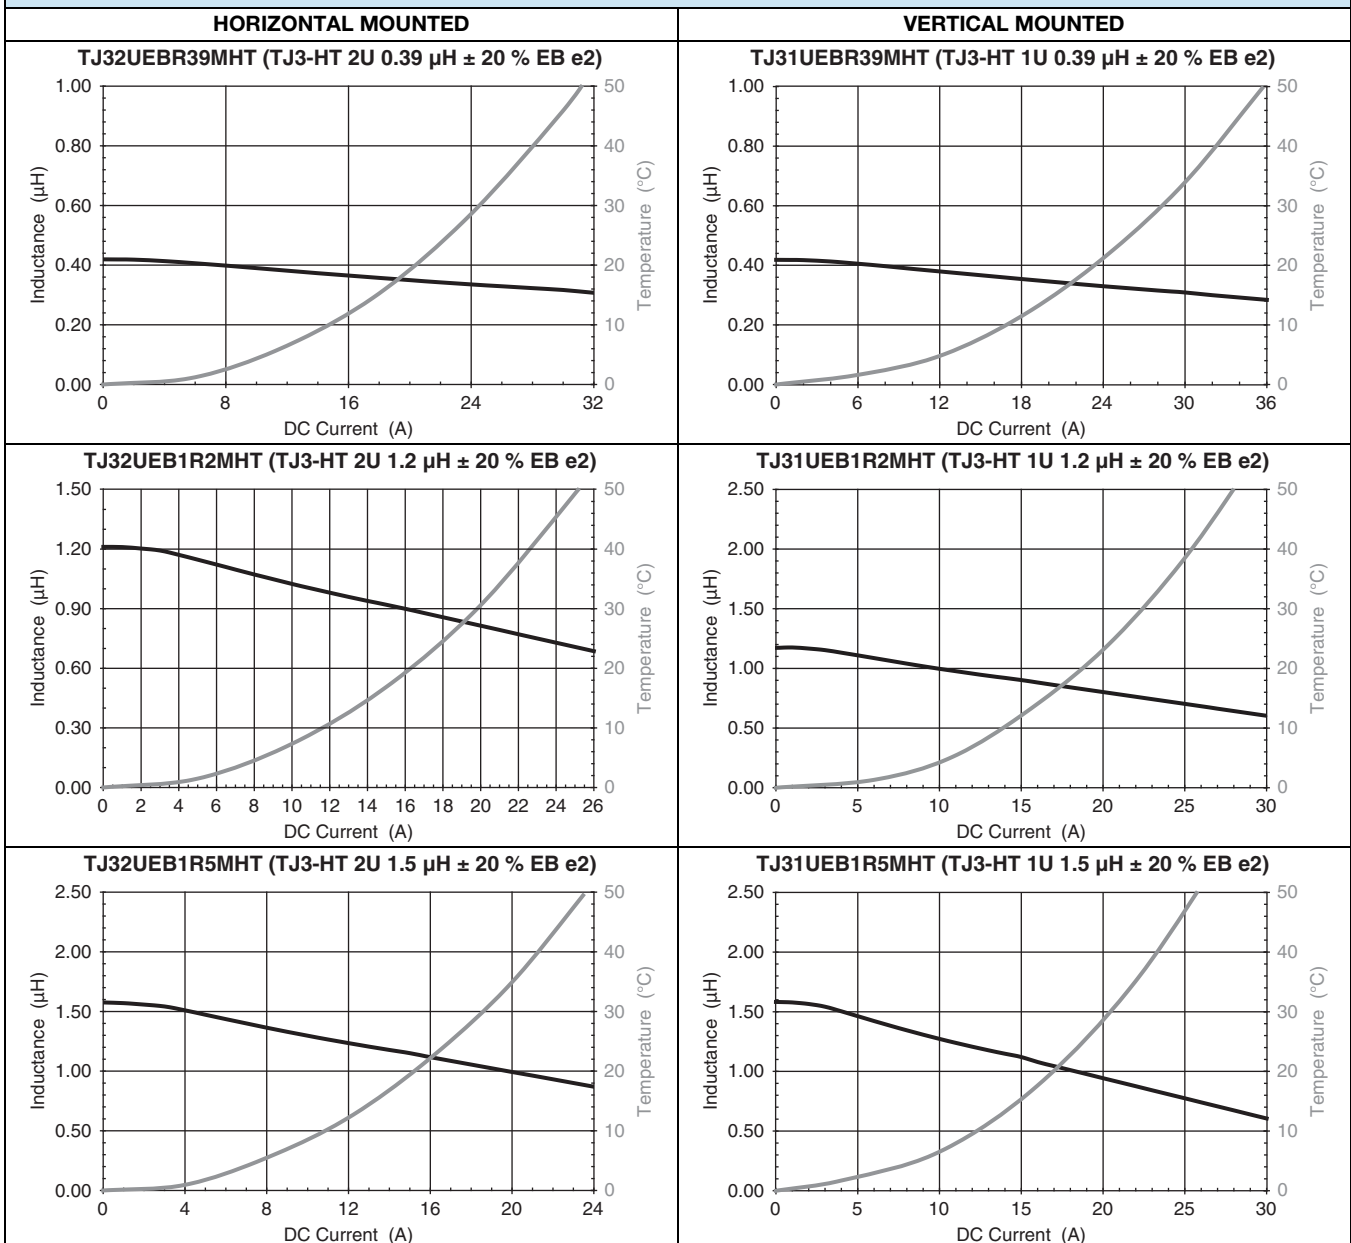 HORIZONTAL MOUNTED
VERTICAL MOUNTED
TJ32UEBR39MHT (TJ3-HT 2U 0.39 µH ± 20 % EB e2)
1.00
0.80
0.60
0.40
0.20
0.00
Inductance (µH)
50
40
30
20
10
0
Temperature (°C)
0 8 16 24 32
DC Current (A)
TJ31UEBR39MHT (TJ3-HT 1U 0.39 µH ± 20 % EB e2)
1.00
0.80
0.60
0.40
0.20
0.00
Inductance (µH)
50
40
30
20
10
0
Temperature (°C)
0 6 12 18 24 30 36
DC Current (A)
TJ32UEB1R2MHT (TJ3-HT 2U 1.2 µH ± 20 % EB e2)
1.50
1.20
0.90
0.60
0.30
0.00
Inductance (µH)
50
40
30
20
10
0
Temperature (°C)
0 2 4 6 8 10 12 14 16 18 20 22 24 26
DC Current (A)
TJ31UEB1R2MHT (TJ3-HT 1U 1.2 µH ± 20 % EB e2)
2.50
2.00
1.50
1.00
0.50
0.00
Inductance (µH)
50
40
30
20
10
0
Temperature (°C)
0 5 10 15 20 25 30
DC Current (A)
TJ32UEB1R5MHT (TJ3-HT 2U 1.5 µH ± 20 % EB e2)
2.50
2.00
1.50
1.00
0.50
0.00
Inductance (µH)
50
40
30
20
10
0
Temperature (°C)
0 4 8 12 16 20 24
DC Current (A)
TJ31UEB1R5MHT (TJ3-HT 1U 1.5 µH ± 20 % EB e2)
2.50
2.00
1.50
1.00
0.50
0.00
Inductance (µH)
50
40
30
20
10
0
Temperature (°C)
0 5 10 15 20 25 30
DC Current (A)